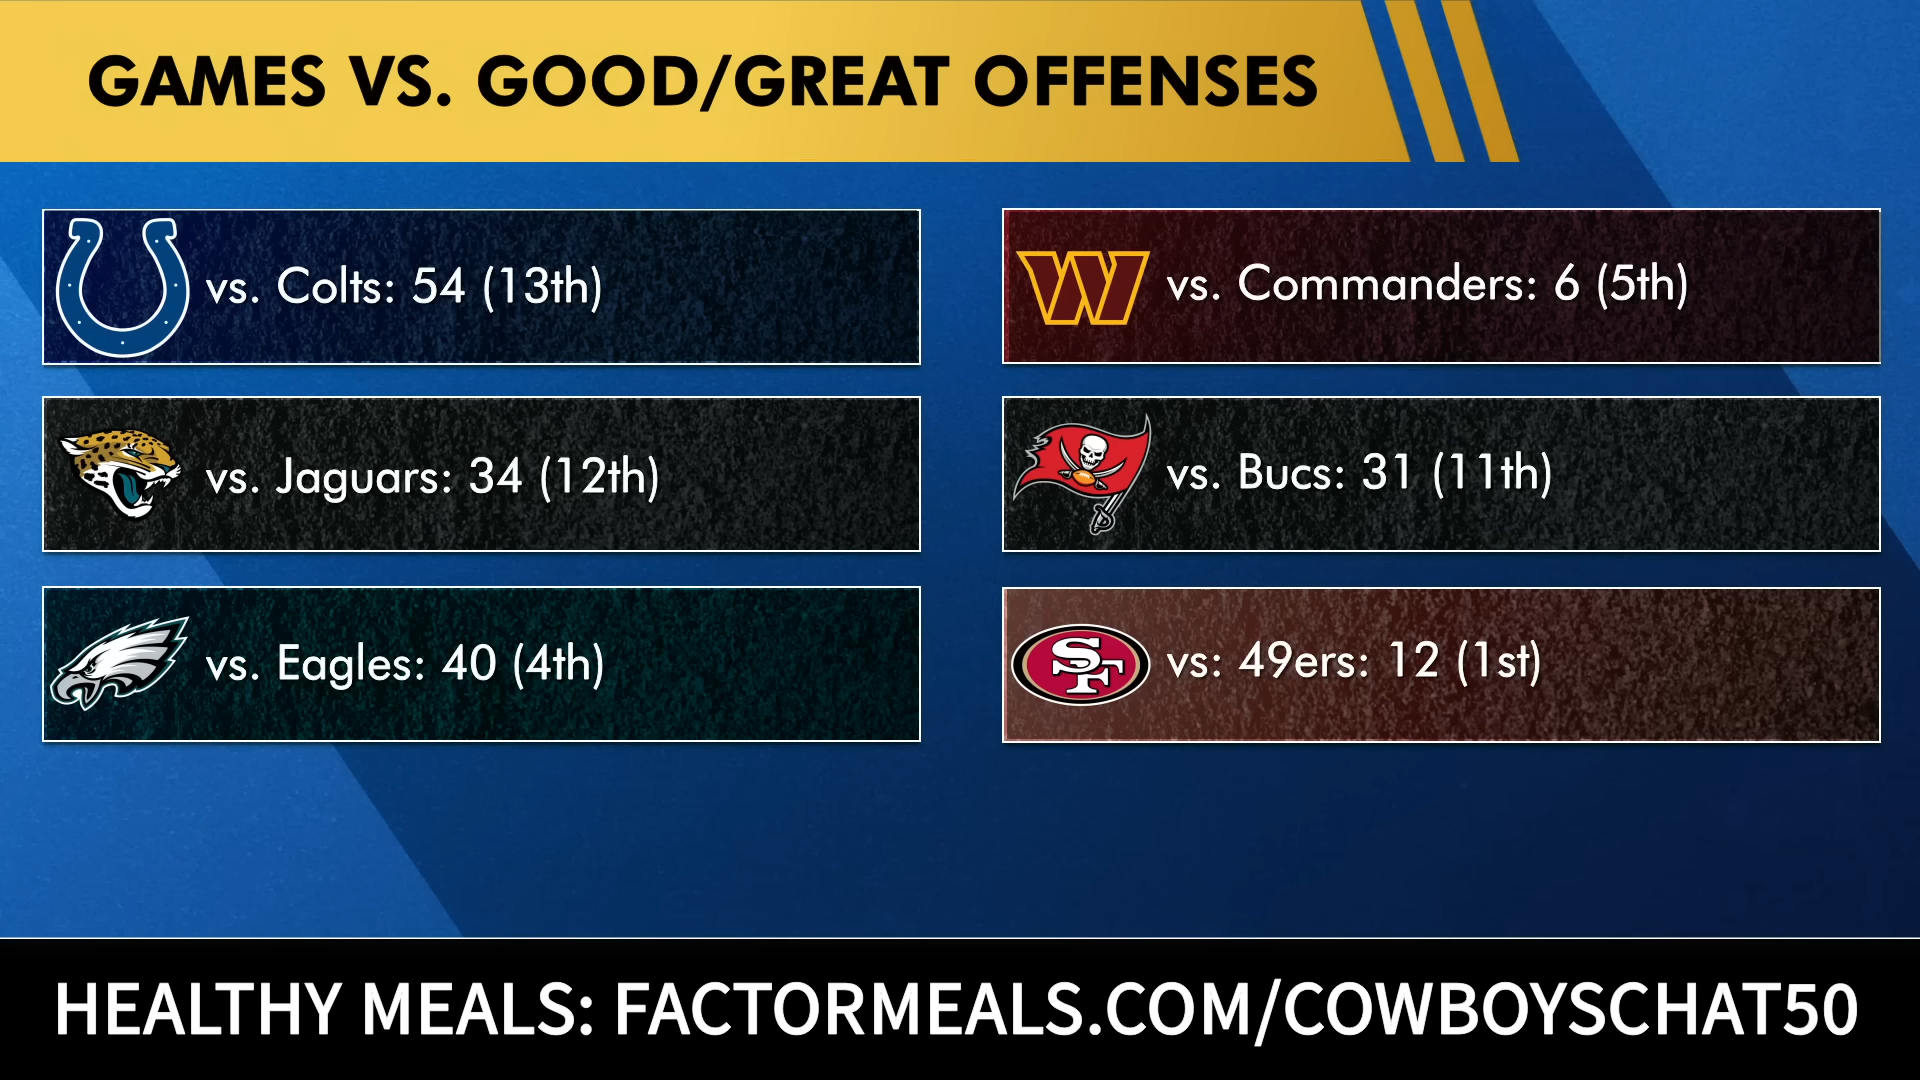 GAMES VS. GOOD/GREAT OFFENSES
vs. Colts: 54 (13th)
vs. Jaguars: 34 (12th)
vs. Eagles: 40 (4th)
vs. Commanders: 6 (5th)
vs. Bucs: 31 (11th)
SF
vs: 49ers: 12 (1st)
HEALTHY MEALS: FACTORMEALS.COM/COWBOYSCHAT50